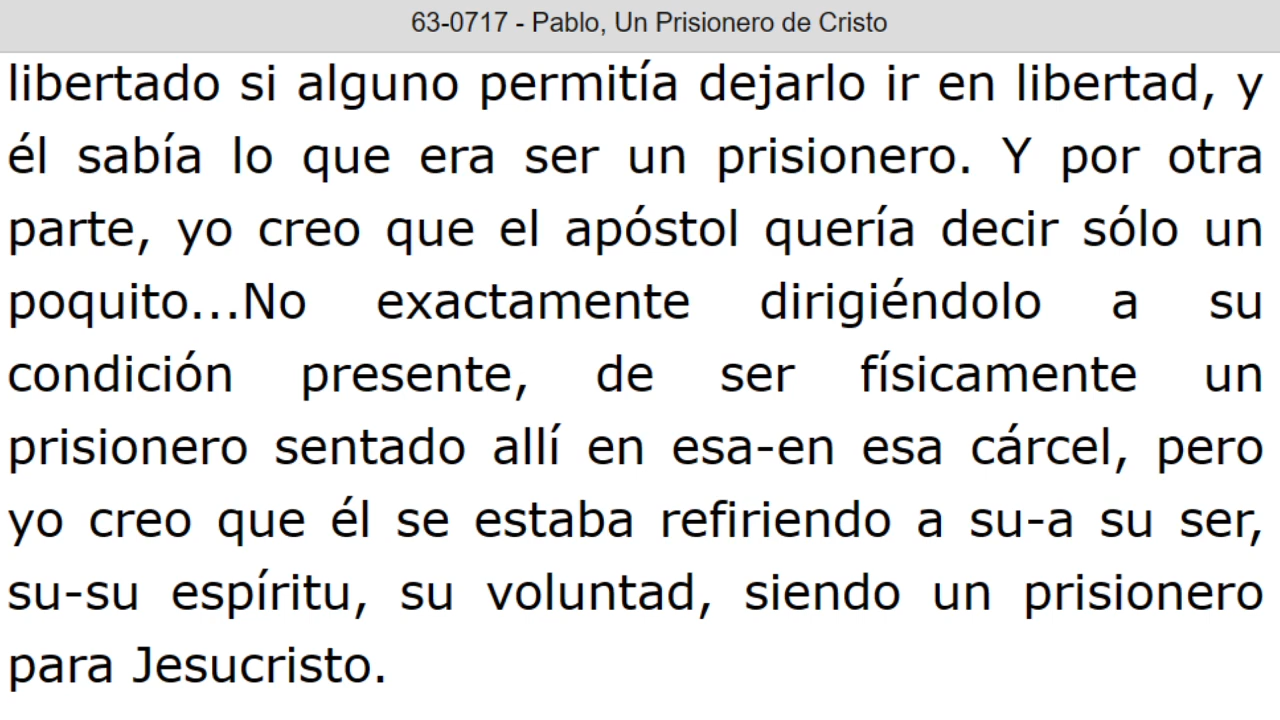 63-0717 - Pablo, Un Prisionero de Cristo
libertado si alguno permitía dejarlo ir en libertad, y
él sabía lo que era ser un prisionero. Y por otra
parte, yo creo que el apóstol quería decir sólo un
poquito...No exactamente dirigiéndolo a su
condición presente, de ser físicamente un
prisionero sentado allí en esa-en esa cárcel, pero
yo creo que él se estaba refiriendo a su-a su ser,
su-su espíritu, su voluntad, siendo un prisionero
para Jesucristo.